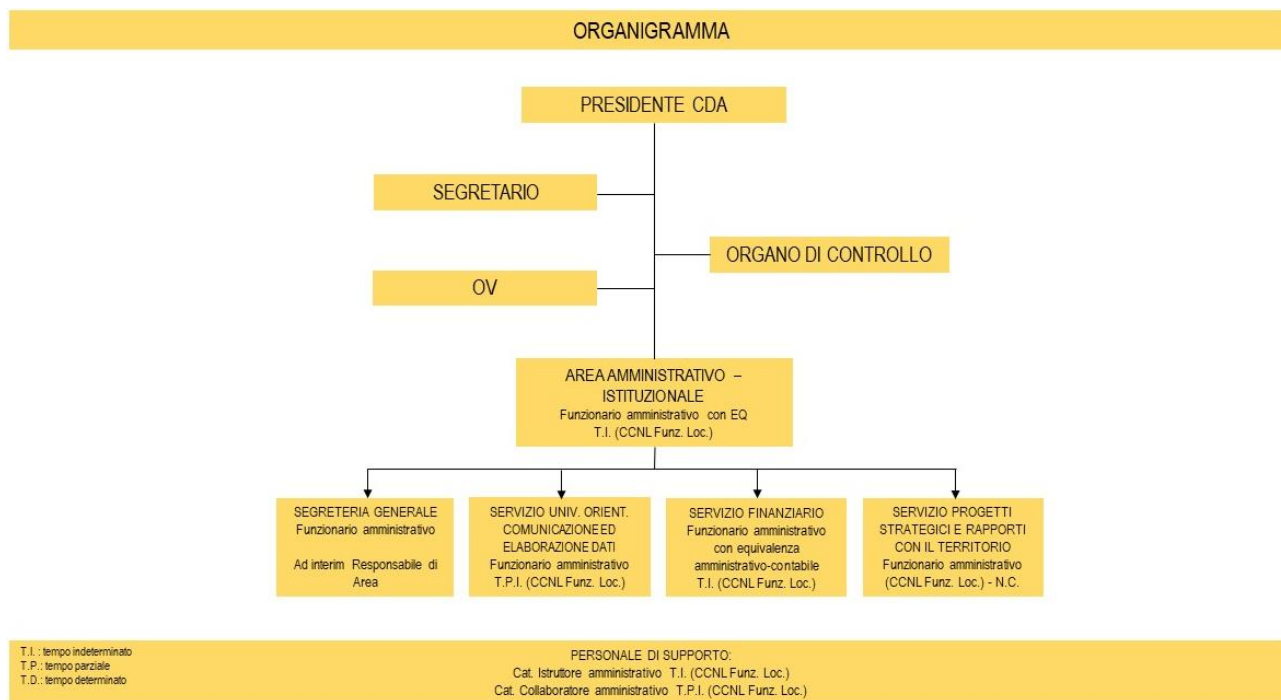 ORGANIGRAMMA
PRESIDENTE CDA
SEGRETARIO
ORGANO DI CONTROLLO
OV
AREA AMMINISTRATIVO –
ISTITUZIONALE
Funzionario amministrativo con EQ
T.I. (CCNL Funz. Loc.)
SEGRETERIA GENERALE
Funzionario amministrativo
Ad interim Responsabile di
Area
SERVIZIO UNIV. ORIENT.
COMUNICAZIONE ED
ELABORAZIONE DATI
Funzionario amministrativo
T.P.I. (CCNL Funz. Loc.)
SERVIZIO FINANZIARIO
Funzionario amministrativo
con equivalenza
amministrativo-contabile
T.I. (CCNL Funz. Loc.)
SERVIZIO PROGETTI
STRATEGICI E RAPPORTI
CON IL TERRITORIO
Funzionario amministrativo
(CCNL Funz. Loc.) - N.C.
T.I. : tempo indeterminato
T.P.: tempo parziale
T.D.: tempo determinato
PERSONALE DI SUPPORTO:
Cat. Istruttore amministrativo T.I. (CCNL Funz. Loc.)
Cat. Collaboratore amministrativo T.P.I. (CCNL Funz. Loc.)